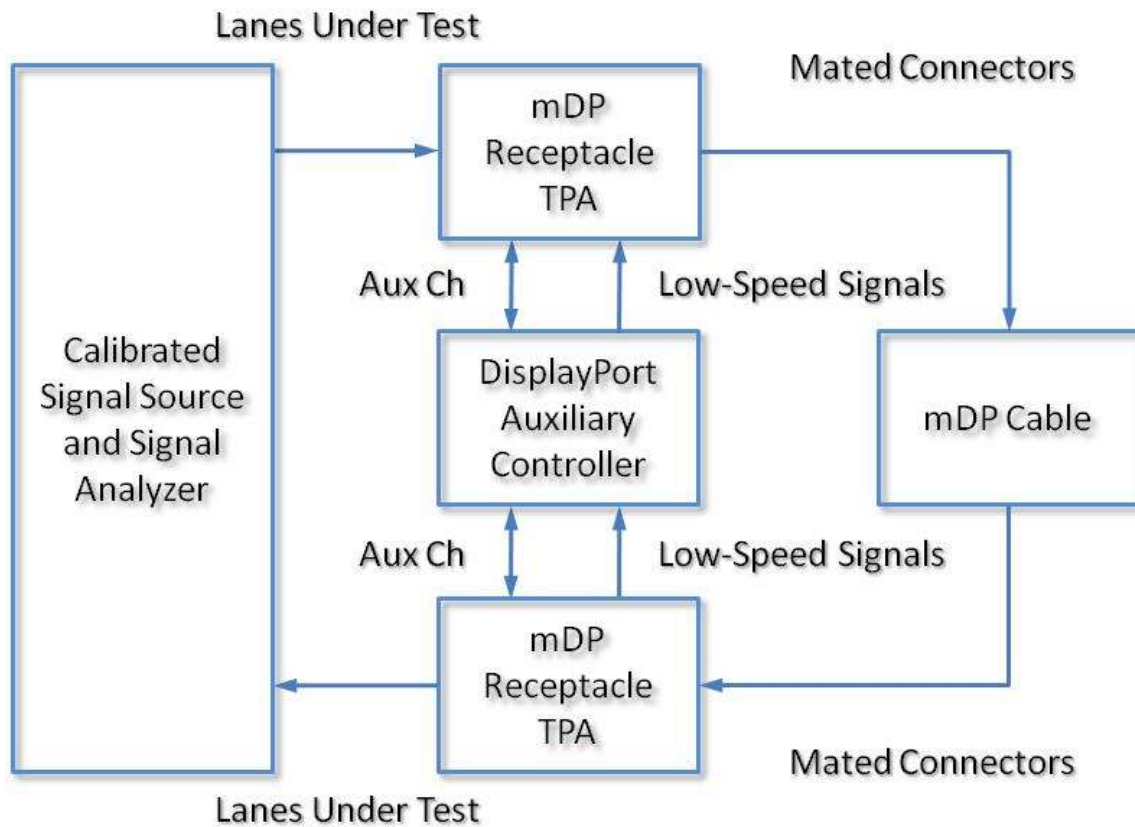 Lanes Under Test
Mated Connectors
mDP
Receptacle
TPA
Aux Ch
Low-Speed Signals
Calibrated
Signal Source
and Signal
Analyzer
DisplayPort
Auxiliary
Controller
mDP Cable
Aux Ch
Low-Speed Signals
mDP
Receptacle
TPA
Mated Connectors
Lanes Under Test